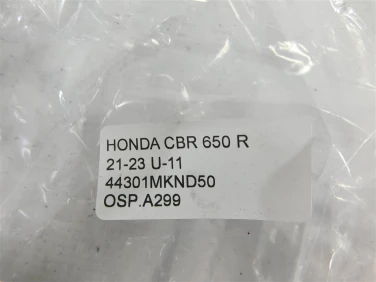 HONDA CBR 650 R
21-23 U-11
44301MKND50
OSP.A299